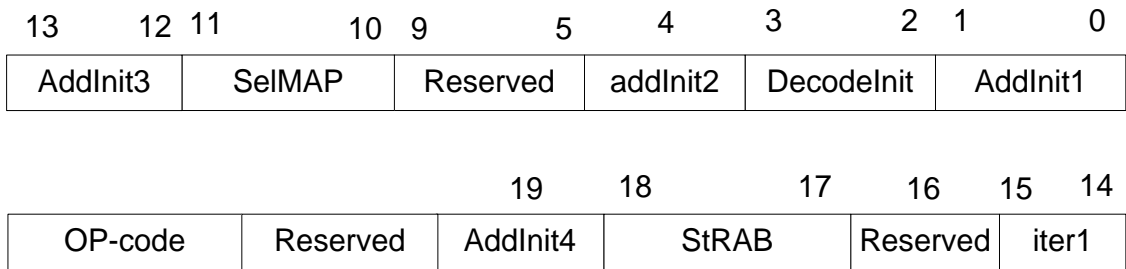 13 12 11 10 9 5 4 3 2 1 0
AddInit3 SelMAP Reserved addInit2 DecodeInit AddInit1
19 18 17 16 15 14
OP-code Reserved AddInit4 StRAB Reserved iter1